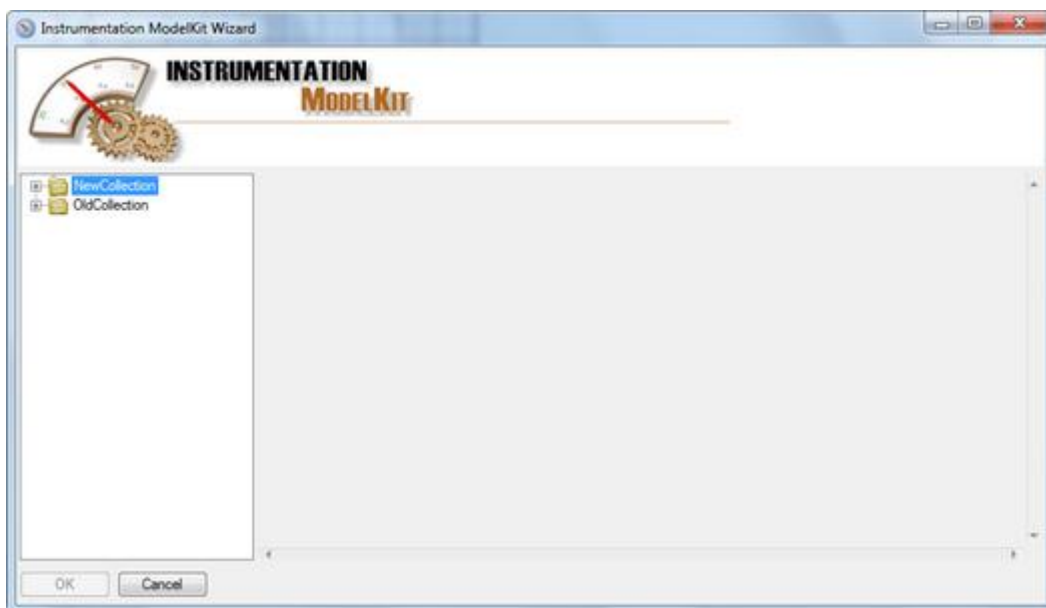 Instrumentation ModelKit Wizard
INSTRUMENTATION
MODELKIT
NewCollection
OldCollection
OK
Cancel